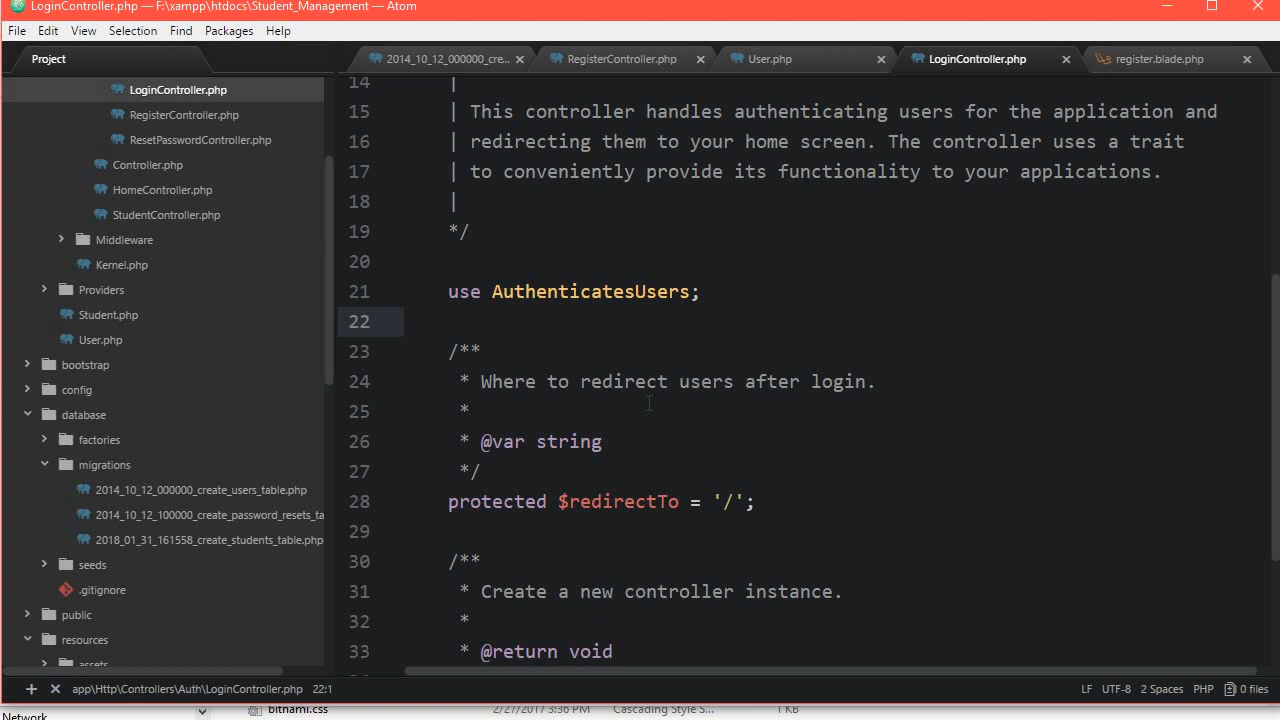 LoginController.php — F:\xampp\htdocs\Student_Management — Atom
File Edit View Selection Find Packages Help
Project
2014_10_12_000000_cre...
RegisterController.php
User.php
LoginController.php
register.blade.php
LoginController.php
RegisterController.php
ResetPasswordController.php
Controller.php
HomeController.php
StudentController.php
Middleware
Kernel.php
Providers
Student.php
User.php
bootstrap
config
database
factories
migrations
2014_10_12_000000_create_users_table.php
2014_10_12_100000_create_password_resets_ta
2018_01_31_161558_create_students_table.php
seeds
.gitignore
public
resources
assets
14 |
15 | This controller handles authenticating users for the application and
16 | redirecting them to your home screen. The controller uses a trait
17 | to conveniently provide its functionality to your applications.
18 |
19 */
20
21 use AuthenticatesUsers;
22
23 /**
24 * Where to redirect users after login.
25 *
26 * @var string
27 */
28 protected $redirectTo = '/';
29
30 /**
31 * Create a new controller instance.
32 *
33 * @return void
app\Http\Controllers\Auth\LoginController.php 22:1
LF UTF-8 2 Spaces PHP 0 files
Network
bitnami.css 2/27/2017 3:36 PM Cascading Style S... 1 KB